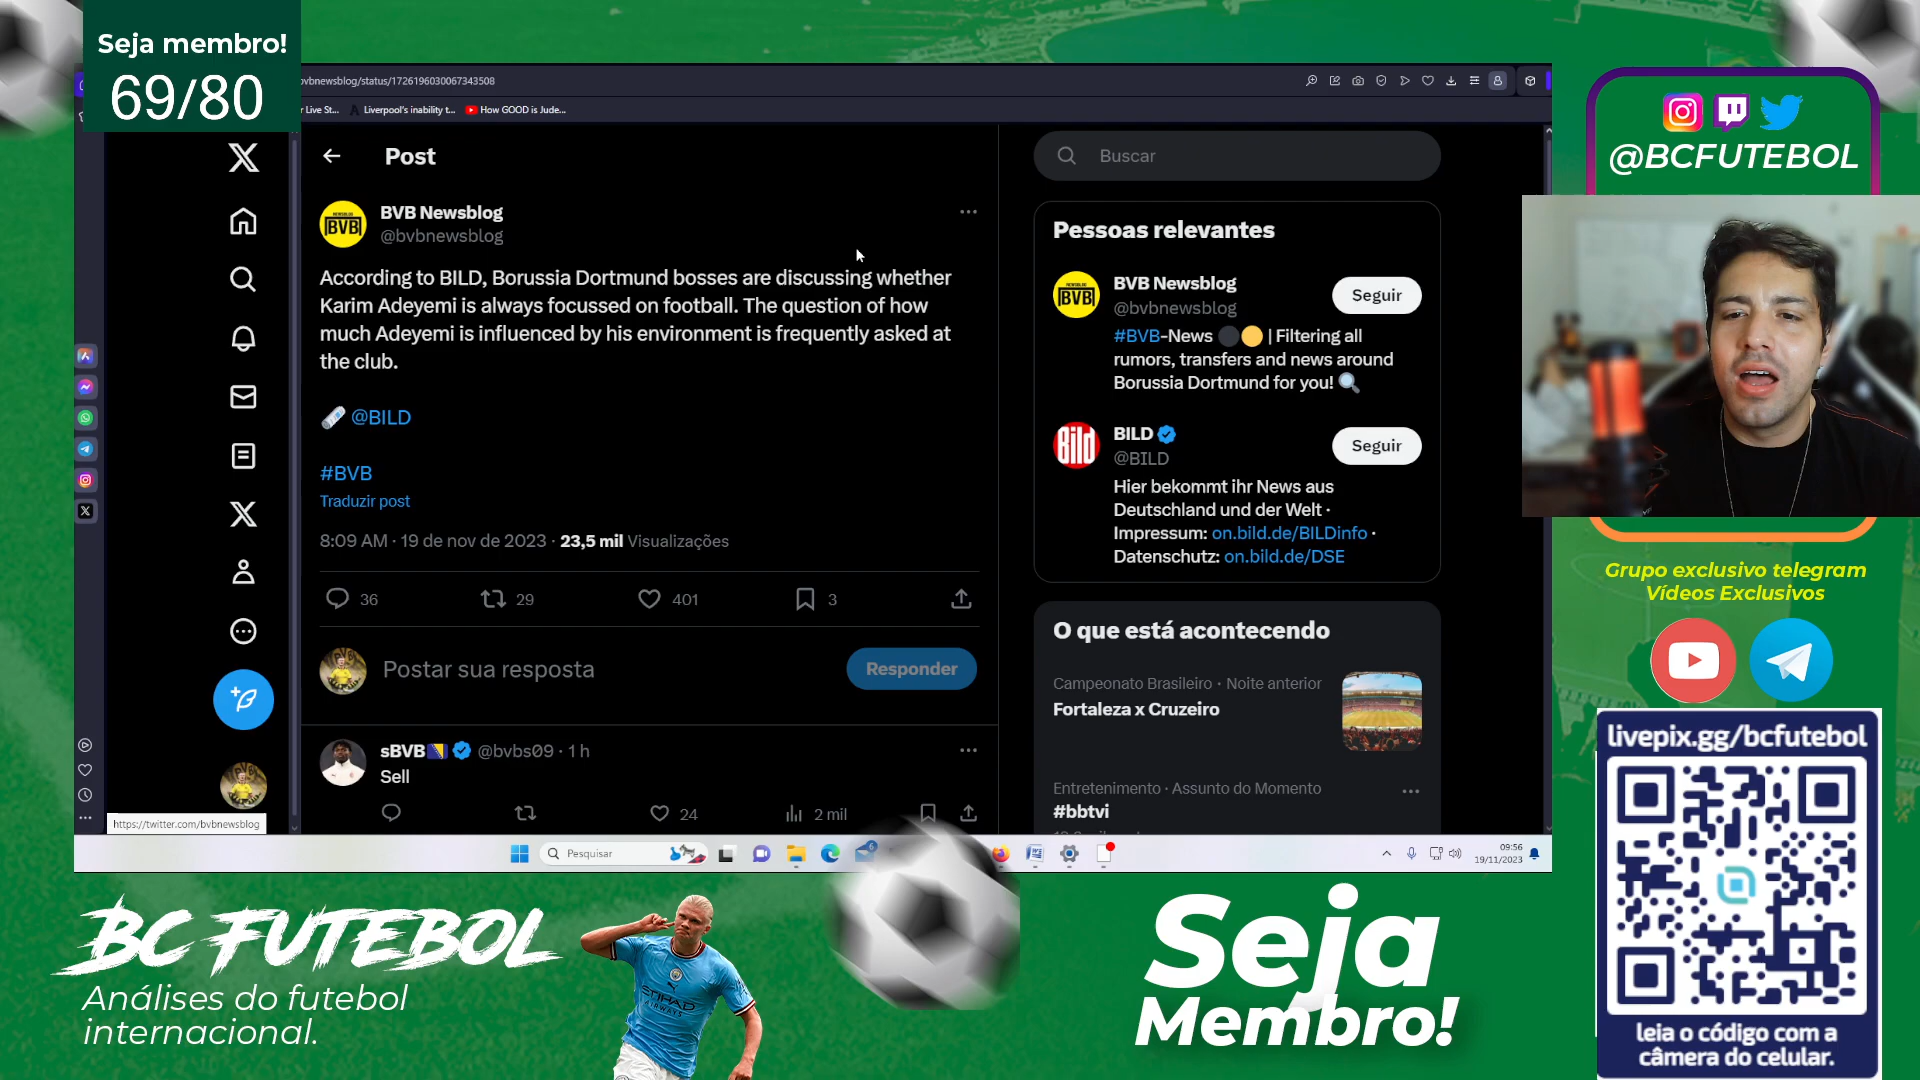 Seja membro!
69/80
bvbnewsblog/status/1726196030067343508
r Live St...
Liverpool's inability t...
How GOOD is Jude...
Post
BVB Newsblog
@bvbnewsblog
According to BILD, Borussia Dortmund bosses are discussing whether
Karim Adeyemi is always focussed on football. The question of how
much Adeyemi is influenced by his environment is frequently asked at
the club.
@BILD
#BVB
Traduzir post
8:09 AM · 19 de nov de 2023 · 23,5 mil Visualizações
36
29
401
3
Postar sua resposta
Responder
sBVB @bvbs09 · 1 h
Sell
24
2 mil
https://twitter.com/bvbnewsblog
Buscar
Pessoas relevantes
BVB Newsblog
@bvbnewsblog
Seguir
#BVB-News | Filtering all
rumors, transfers and news around
Borussia Dortmund for you!
Bild
BILD
@BILD
Seguir
Hier bekommt ihr News aus
Deutschland und der Welt ·
Impressum: on.bild.de/BILDinfo ·
Datenschutz: on.bild.de/DSE
O que está acontecendo
Campeonato Brasileiro · Noite anterior
Fortaleza x Cruzeiro
Entretenimento · Assunto do Momento
#bbtvi
Pesquisar
6
09:56
19/11/2023
@BCFUTEBOL
Grupo exclusivo telegram
Vídeos Exclusivos
livepix.gg/bcfutebol
leia o código com a
câmera do celular.
BC FUTEBOL
Análises do futebol
internacional.
ETIHAD
AIRWAYS
Seja
Membro!